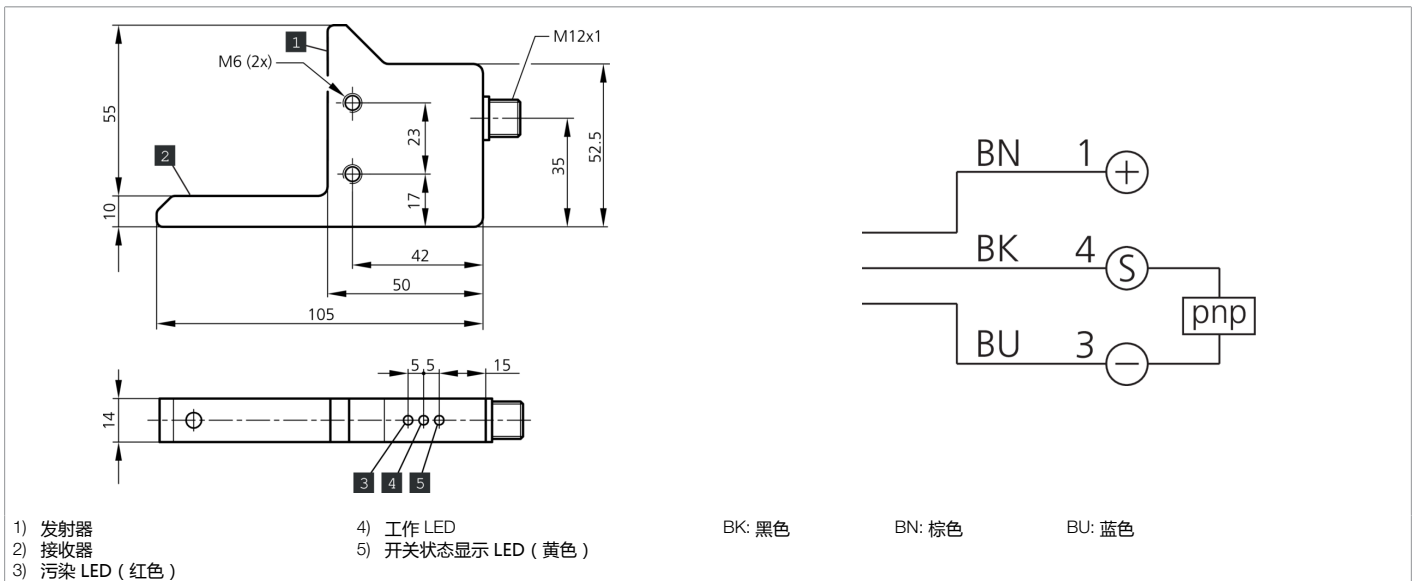 1
M6 (2x)
M12x1
55
2
23
35
52.5
10
17
42
50
105
5
5
15
14
3
4
5
BN
1
+
BK
4
S
pnp
BU
3
−
1) 发射器
2) 接收器
3) 污染 LED ( 红色 )
4) 工作 LED
5) 开关状态显示 LED ( 黄色 )
BK: 黑色
BN: 棕色
BU: 蓝色